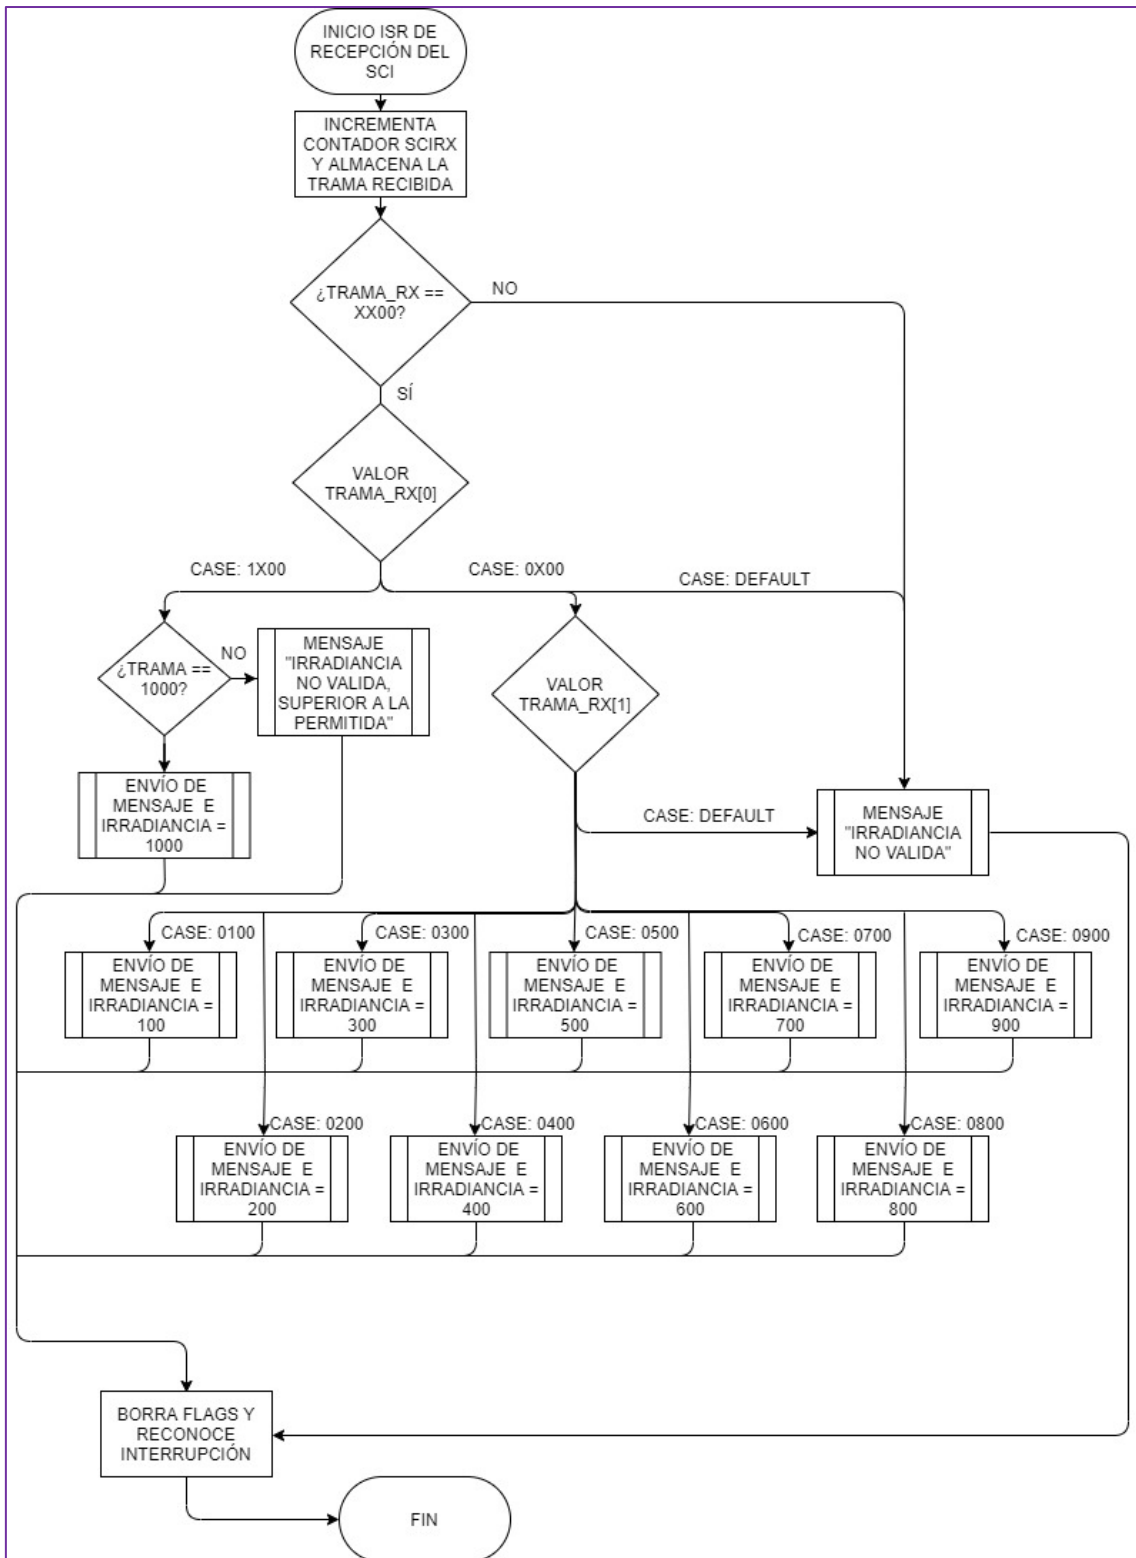 INICIO ISR DE
RECEPCIÓN DEL
SCI
INCREMENTA
CONTADOR SCIRX
Y ALMACENA LA
TRAMA RECIBIDA
¿TRAMA_RX ==
XX00?
NO
SÍ
VALOR
TRAMA_RX[0]
CASE: 1X00
CASE: 0X00
CASE: DEFAULT
¿TRAMA ==
1000?
NO
MENSAJE
"IRRADIANCIA
NO VALIDA,
SUPERIOR A LA
PERMITIDA"
VALOR
TRAMA_RX[1]
ENVÍO DE
MENSAJE E
IRRADIANCIA =
1000
CASE: DEFAULT
MENSAJE
"IRRADIANCIA
NO VALIDA"
CASE: 0100
CASE: 0300
CASE: 0500
CASE: 0700
CASE: 0900
ENVÍO DE
MENSAJE E
IRRADIANCIA =
100
ENVÍO DE
MENSAJE E
IRRADIANCIA =
300
ENVÍO DE
MENSAJE E
IRRADIANCIA =
500
ENVÍO DE
MENSAJE E
IRRADIANCIA =
700
ENVÍO DE
MENSAJE E
IRRADIANCIA =
900
CASE: 0200
CASE: 0400
CASE: 0600
CASE: 0800
ENVÍO DE
MENSAJE E
IRRADIANCIA =
200
ENVÍO DE
MENSAJE E
IRRADIANCIA =
400
ENVÍO DE
MENSAJE E
IRRADIANCIA =
600
ENVÍO DE
MENSAJE E
IRRADIANCIA =
800
BORRA FLAGS Y
RECONOCE
INTERRUPCIÓN
FIN